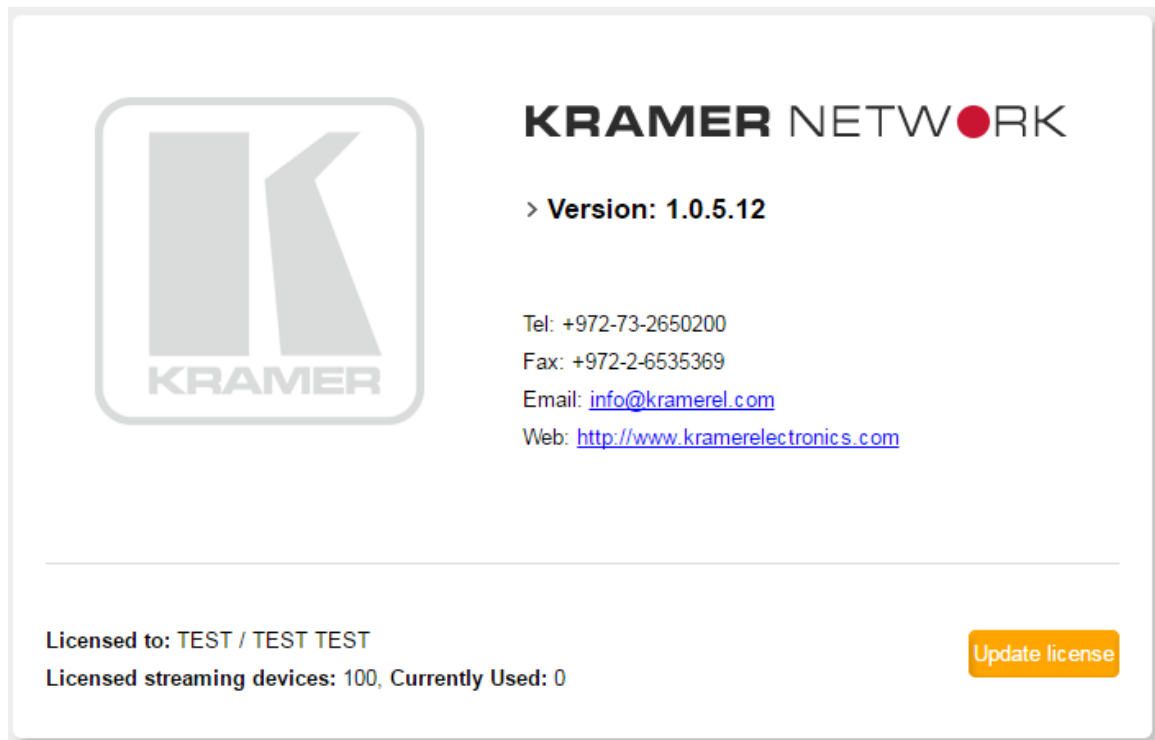 KRAMER
KRAMER NETWORK
> Version: 1.0.5.12
Tel: +972-73-2650200
Fax: +972-2-6535369
Email: info@kramerel.com
Web: http://www.kramerelectronics.com
Licensed to: TEST / TEST TEST
Licensed streaming devices: 100, Currently Used: 0
Update license